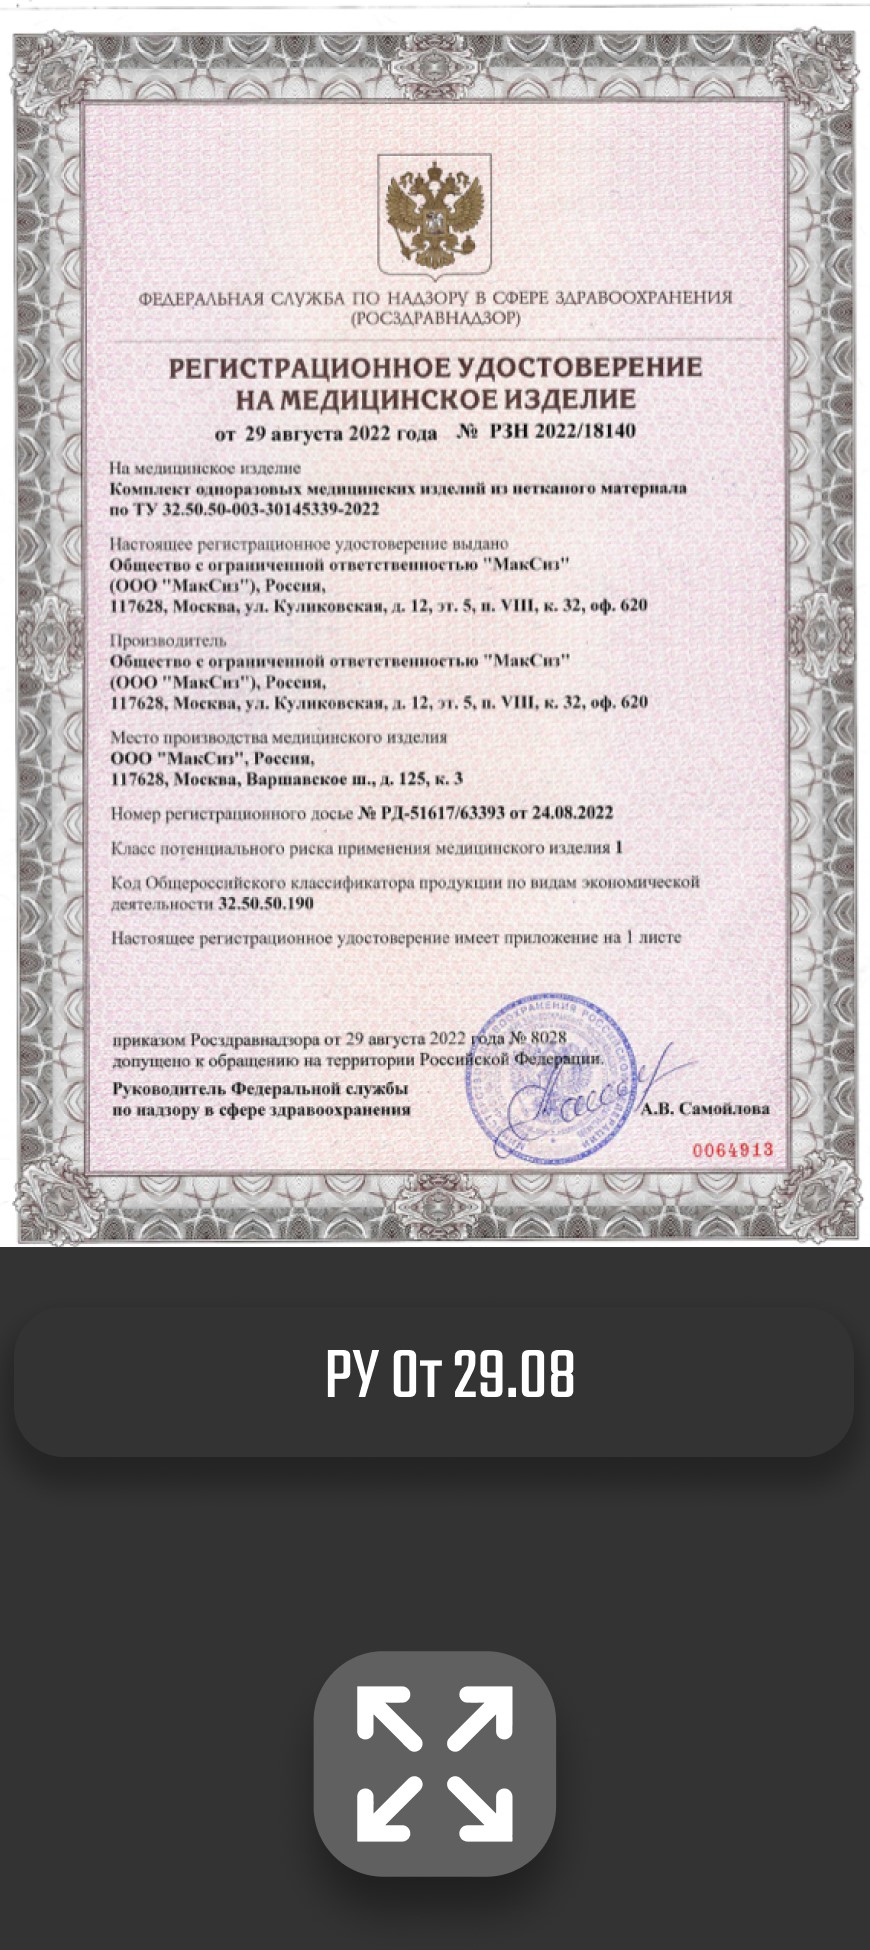 ФЕДЕРАЛЬНАЯ СЛУЖБА ПО НАДЗОРУ В СФЕРЕ ЗДРАВООХРАНЕНИЯ
(РОСЗДРАВНАДЗОР)
РЕГИСТРАЦИОННОЕ УДОСТОВЕРЕНИЕ
НА МЕДИЦИНСКОЕ ИЗДЕЛИЕ
от 29 августа 2022 года № РЗН 2022/18140
На медицинское изделие
Комплект одноразовых медицинских изделий из нетканого материала
по ТУ 32.50.50-003-30145339-2022
Настоящее регистрационное удостоверение выдано
Общество с ограниченной ответственностью "МакСиз"
(ООО "МакСиз"), Россия,
117628, Москва, ул. Куликовская, д. 12, эт. 5, п. VIII, к. 32, оф. 620
Производитель
Общество с ограниченной ответственностью "МакСиз"
(ООО "МакСиз"), Россия,
117628, Москва, ул. Куликовская, д. 12, эт. 5, п. VIII, к. 32, оф. 620
Место производства медицинского изделия
ООО "МакСиз", Россия,
117628, Москва, Варшавское ш., д. 125, к. 3
Номер регистрационного досье № РД-51617/63393 от 24.08.2022
Класс потенциального риска применения медицинского изделия 1
Код Общероссийского классификатора продукции по видам экономической
деятельности 32.50.50.190
Настоящее регистрационное удостоверение имеет приложение на 1 листе
приказом Росздравнадзора от 29 августа 2022 года № 8028
допущено к обращению на территории Российской Федерации.
Руководитель Федеральной службы
по надзору в сфере здравоохранения
А.В. Самойлова
0064913
РУ От 29.08